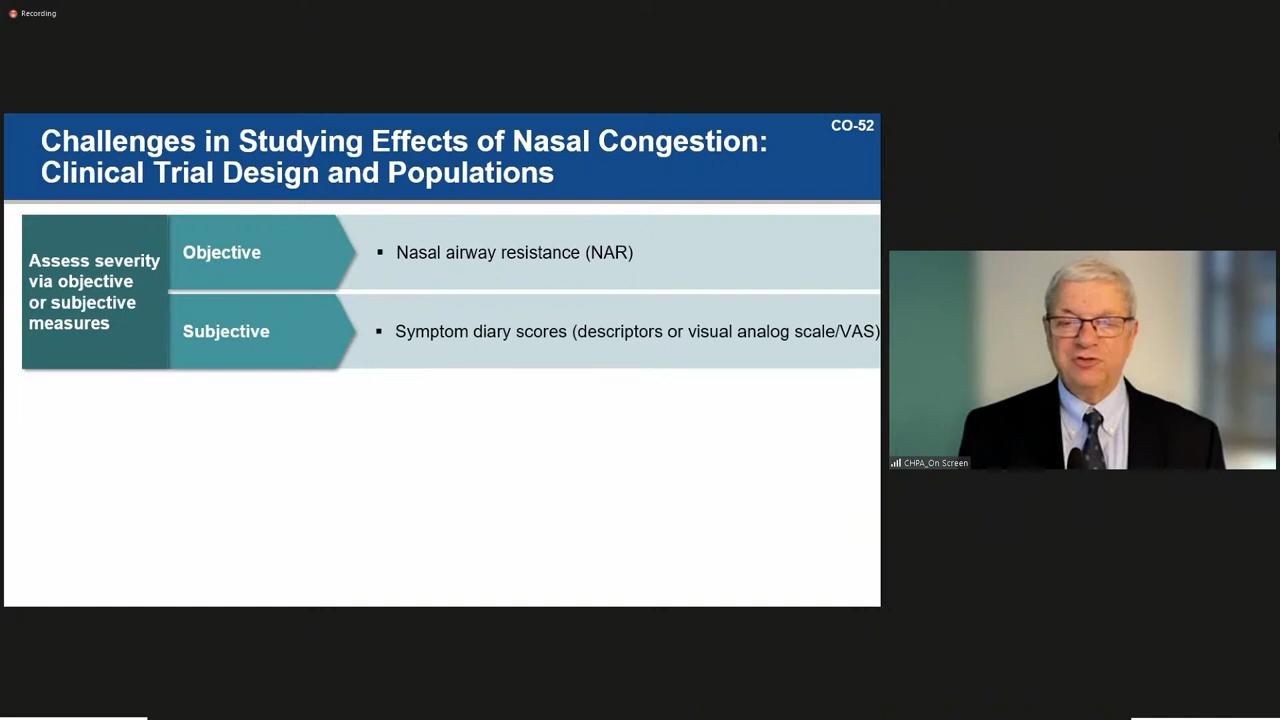 Recording
CO-52
Challenges in Studying Effects of Nasal Congestion:
Clinical Trial Design and Populations
Assess severity
via objective
or subjective
measures
Objective
▪ Nasal airway resistance (NAR)
Subjective
▪ Symptom diary scores (descriptors or visual analog scale/VAS)
CHPA_On Screen